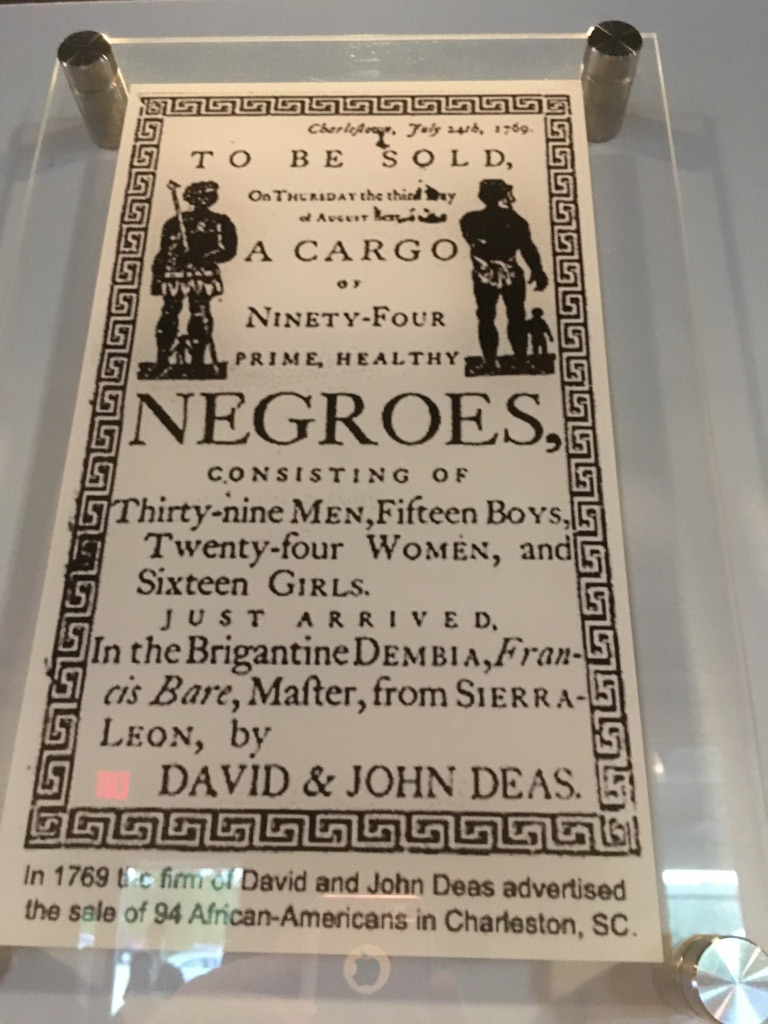 Charlestown, July 24th, 1769.
TO BE SOLD,
On THURSDAY the third Day
of AUGUST
A CARGO
OF
NINETY-FOUR
PRIME, HEALTHY
NEGROES,
CONSISTING OF
Thirty-nine MEN, Fifteen BOYS,
Twenty-four WOMEN, and
Sixteen GIRLS.
JUST ARRIVED,
In the Brigantine DEMBIA, Fran-
cis Bare, Maſter, from SIERRA-
LEON, by
DAVID & JOHN DEAS.
In 1769 the firm of David and John Deas advertised
the sale of 94 African-Americans in Charleston, SC.